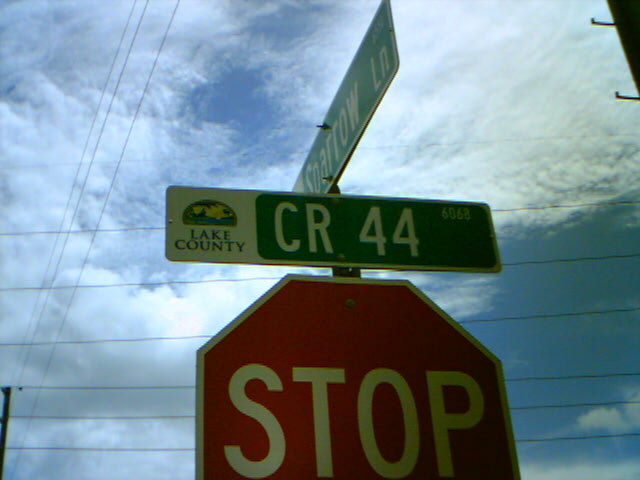 Sparrow Ln
LAKE
COUNTY
CR 44
6068
STOP